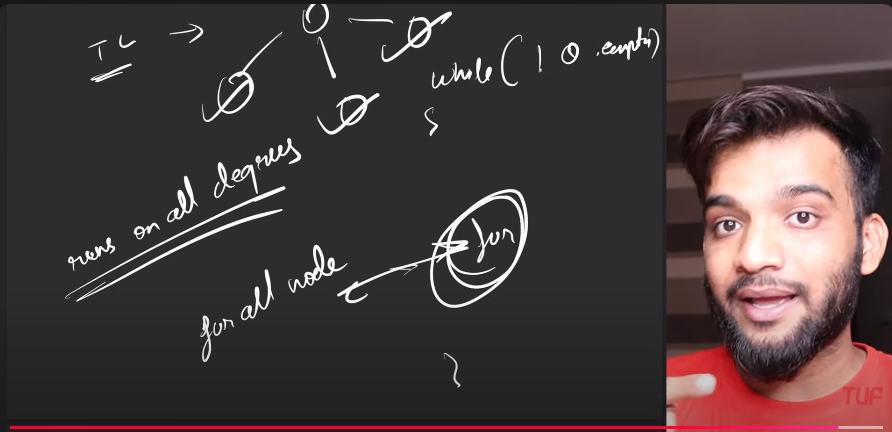 TC →
while ( ! Q .empty)
{
runs on all degrees
for
for all node
}
TUF